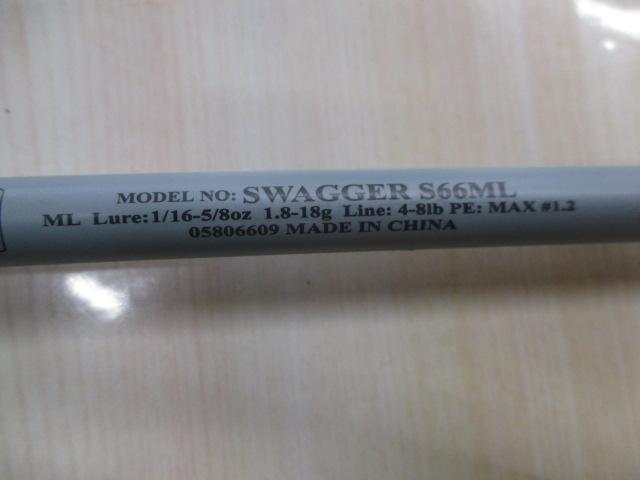 MODEL NO: SWAGGER S66ML
ML Lure:1/16-5/8oz 1.8-18g Line: 4-8lb PE: MAX #1.2
05806609 MADE IN CHINA